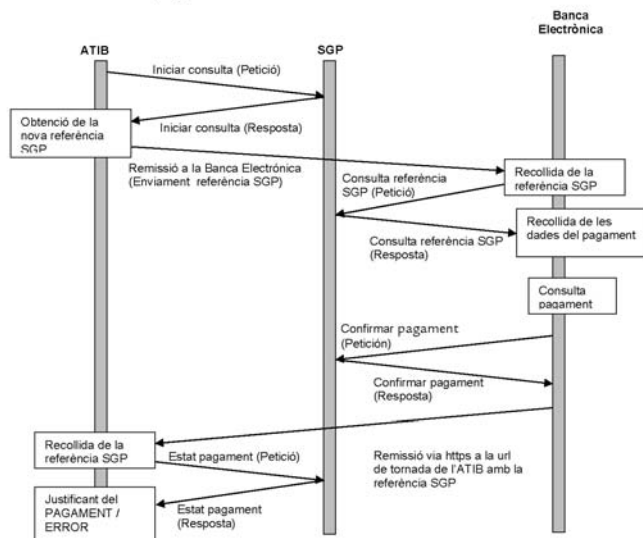 Banca
Electrònica
ATIB
SGP
Iniciar consulta (Petició)
Obtenció de la
nova referència
SGP
Iniciar consulta (Resposta)
Remissió a la Banca Electrónica
(Enviament referència SGP)
Consulta referència
SGP (Petició)
Recollida de la
referència SGP
Consulta referència SGP
(Resposta)
Recollida de les
dades del pagament
Consulta
pagament
Confirmar pagament
(Petición)
Confirmar pagament
(Resposta)
Recollida de la
referència SGP
Estat pagament (Petició)
Remissió via https a la url
de tornada de l'ATIB amb la
referència SGP
Justificant del
PAGAMENT /
ERROR
Estat pagament
(Resposta)